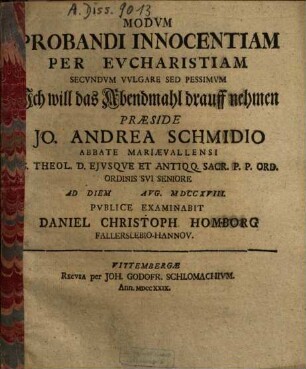 A. Diss. 9013
MODVM
PROBANDI INNOCENTIAM
PER EVCHARISTIAM
SECVNDVM VVLGARE SED PESSIMVM
Ich will das Abendmahl drauff nehmen
PRÆSIDE
JO. ANDREA SCHMIDIO
ABBATE MARIÆVALLENSI
THEOL. D. EJVSQVE ET ANTIQQ. SACR. P. P. ORD.
ORDINIS SVI SENIORE
AD DIEM AVG. MDCCXVIII.
PVBLICE EXAMINABIT
DANIEL CHRISTOPH HOMBORG
FALLERSLEBIO-HANNOV.
VITTEMBERGÆ
Recusa per JOH. GODOFR. SCHLOMACHIVM.
Ann. MDCCXXIX.